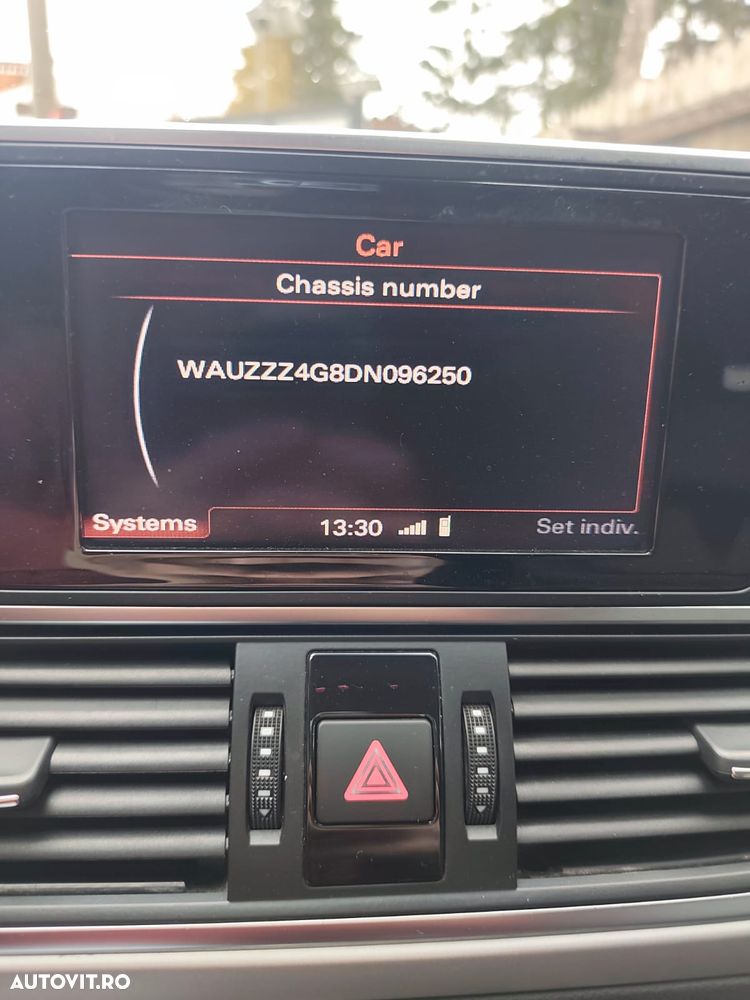 Car
Chassis number
WAUZZZ4G8DN096250
Systems 13:30 Set indiv.
AUTOVIT.RO